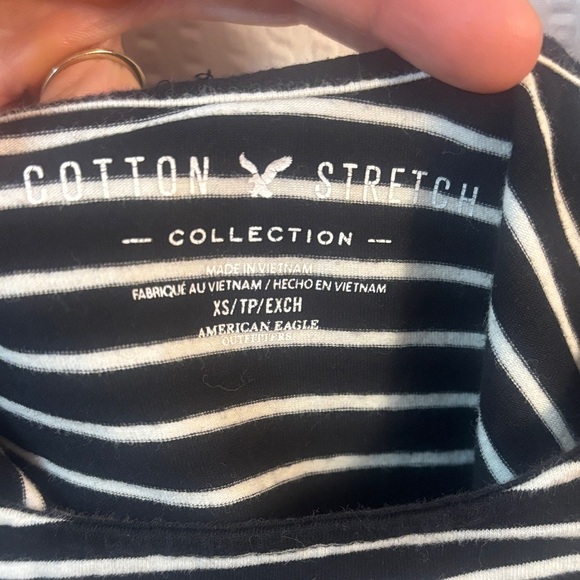 COTTON STRETCH
COLLECTION
MADE IN VIETNAM
FABRIQUÉ AU VIETNAM / HECHO EN VIETNAM
XS/TP/EXCH
AMERICAN EAGLE
OUTFITTERS